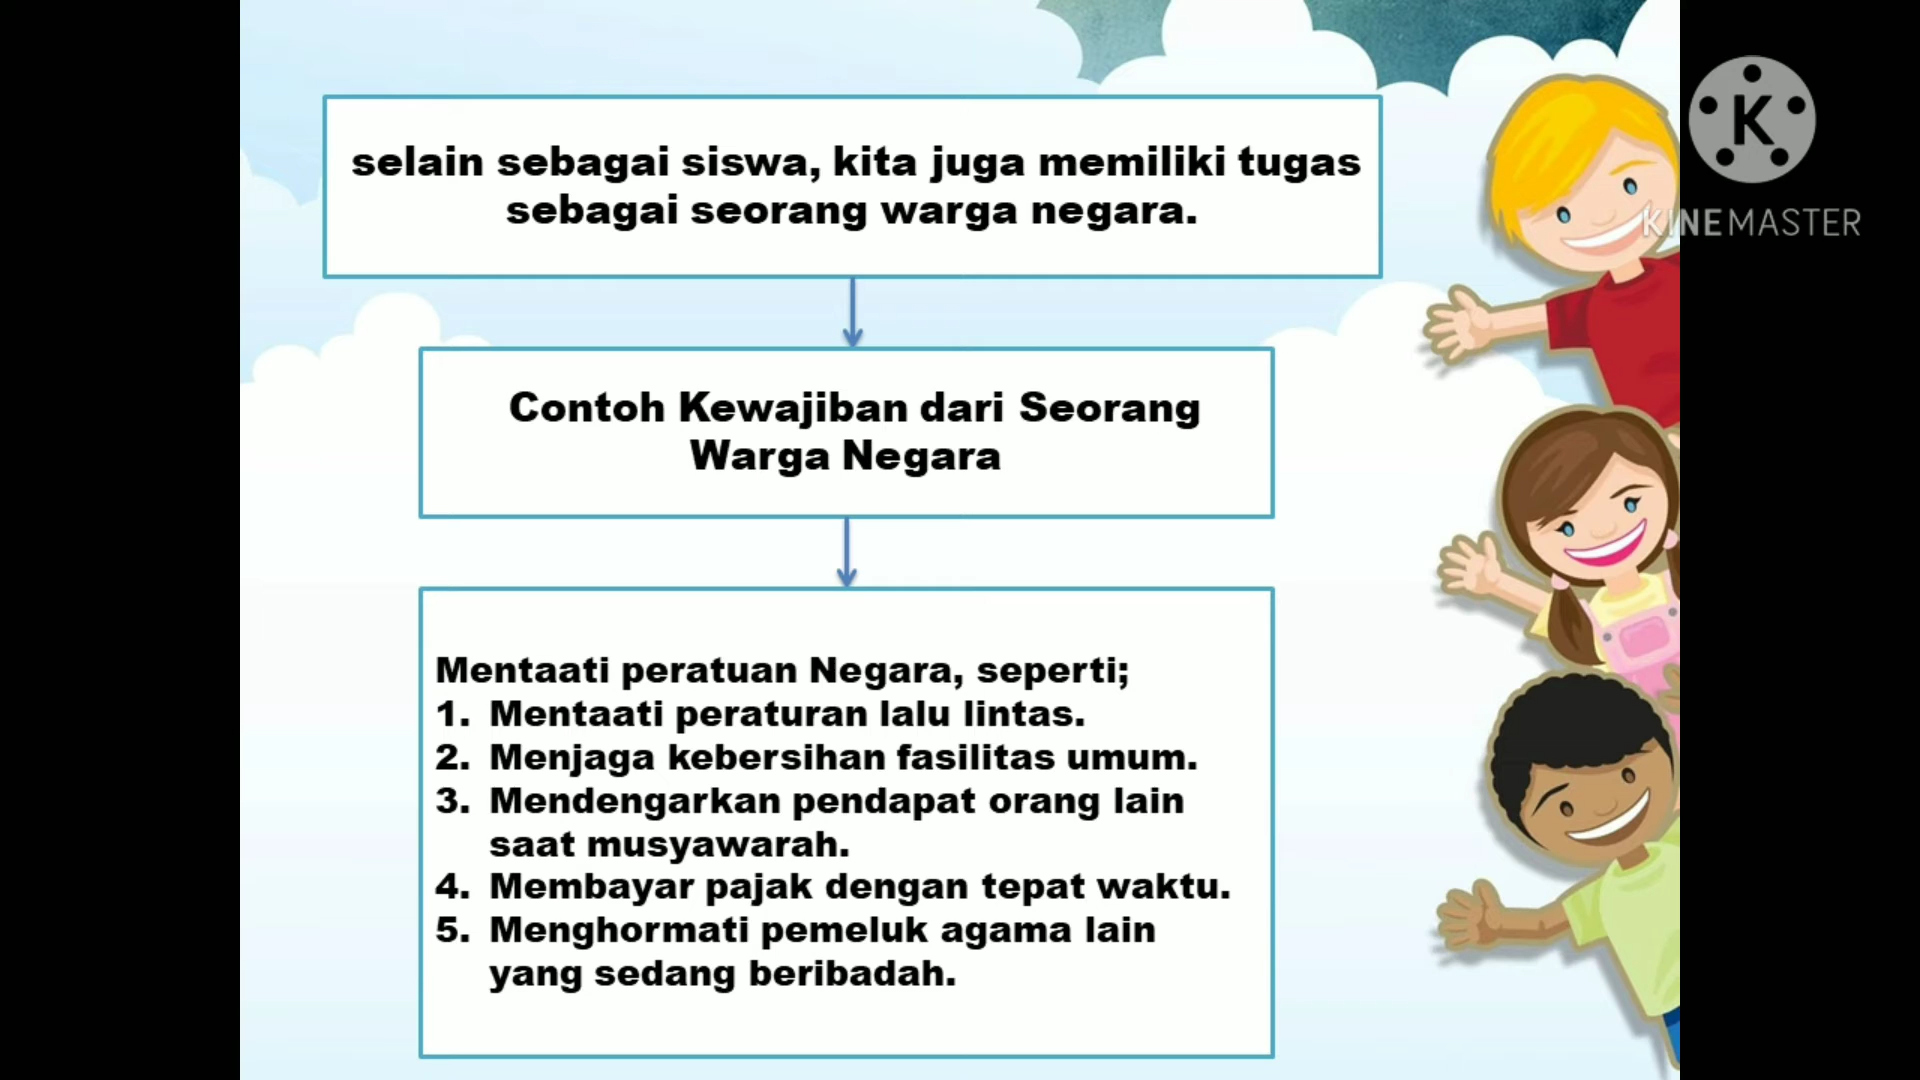 selain sebagai siswa, kita juga memiliki tugas
sebagai seorang warga negara.
Contoh Kewajiban dari Seorang
Warga Negara
Mentaati peratuan Negara, seperti;
1. Mentaati peraturan lalu lintas.
2. Menjaga kebersihan fasilitas umum.
3. Mendengarkan pendapat orang lain
saat musyawarah.
4. Membayar pajak dengan tepat waktu.
5. Menghormati pemeluk agama lain
yang sedang beribadah.
K
KINEMASTER